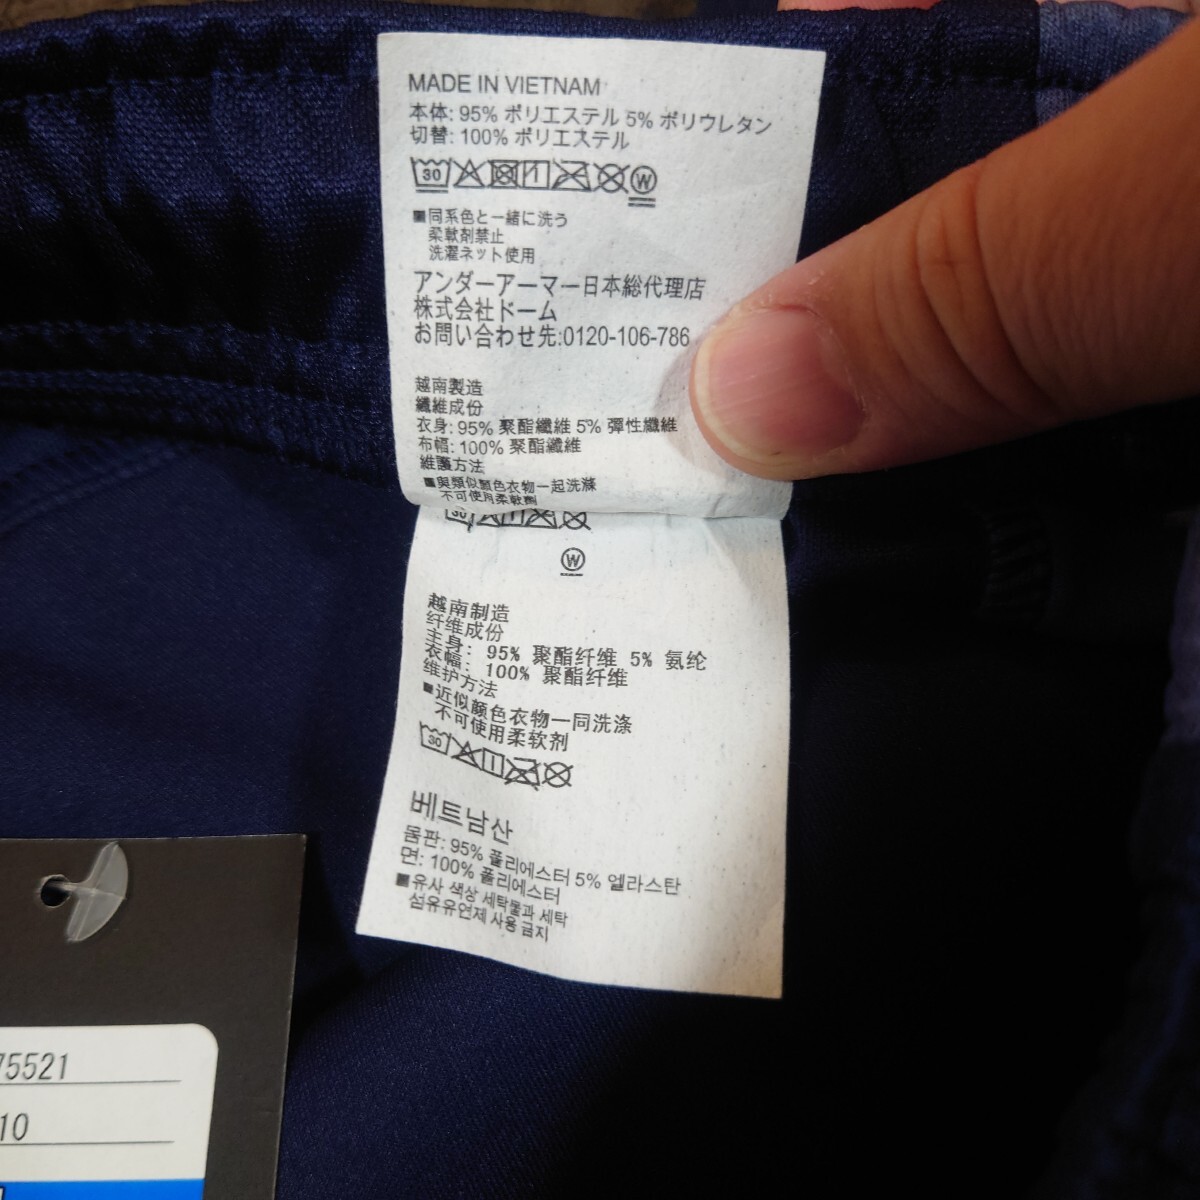 MADE IN VIETNAM
本体: 95% ポリエステル 5% ポリウレタン
切替: 100% ポリエステル
30 W
■同系色と一緒に洗う
柔軟剤禁止
洗濯ネット使用
アンダーアーマー日本総代理店
株式会社ドーム
お問い合わせ先:0120-106-786
越南製造
纖維成份
衣身: 95% 聚酯纖維 5% 彈性纖維
布幅: 100% 聚酯纖維
維護方法
■與類似顏色衣物一起洗滌
不可使用柔軟劑
30
W
越南制造
纤维成份
主身: 95% 聚酯纤维 5% 氨纶
衣幅: 100% 聚酯纤维
维护方法
■近似颜色衣物一同洗涤
不可使用柔软剂
30
베트남산
몸판: 95% 폴리에스터 5% 엘라스탄
면: 100% 폴리에스터
■유사 색상 세탁물과 세탁
섬유유연제 사용 금지
75521
10